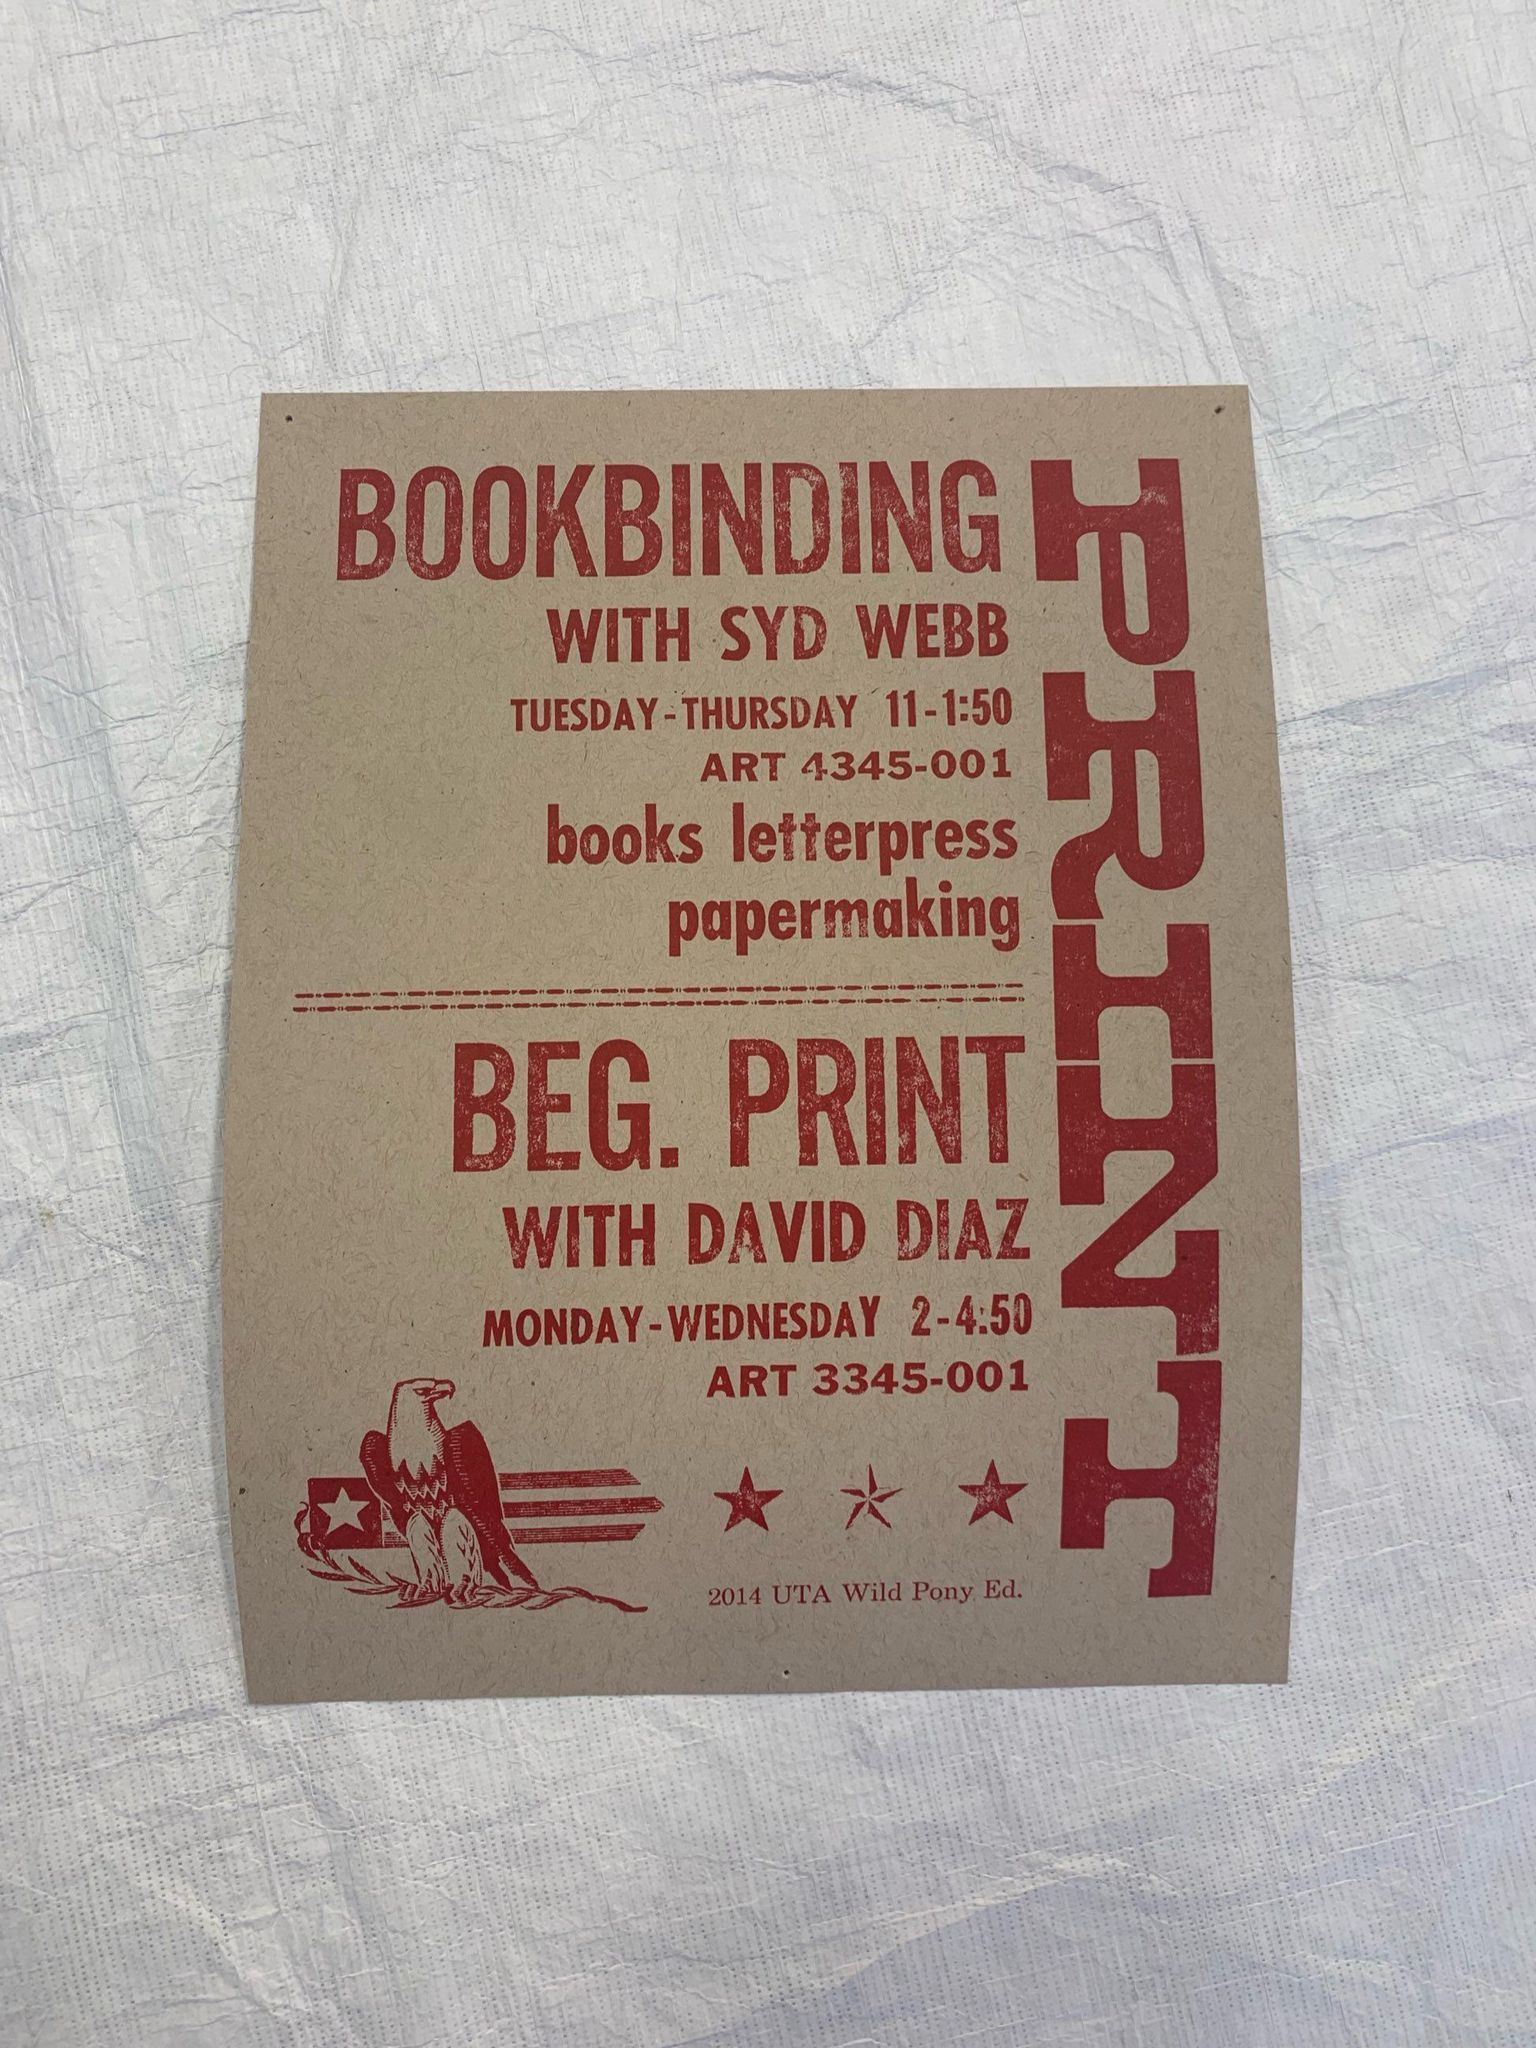 BOOKBINDING
WITH SYD WEBB
TUESDAY-THURSDAY 11-1:50
ART 4345-001
books letterpress
papermaking
BEG. PRINT
WITH DAVID DIAZ
MONDAY-WEDNESDAY 2-4:50
ART 3345-001
2014 UTA Wild Pony Ed.
PRINT